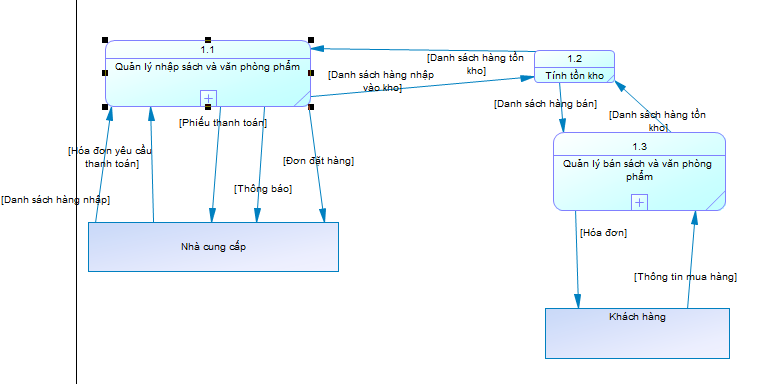 1.1
Quản lý nhập sách và văn phòng phẩm
[Danh sách hàng tồn
kho]
1.2
Tính tồn kho
[Danh sách hàng nhập
vào kho]
[Danh sách hàng bán]
[Danh sách hàng tồn
kho]
[Phiếu thanh toán]
[Hóa đơn yêu cầu
thanh toán]
[Đơn đặt hàng]
1.3
Quản lý bán sách và văn phòng
phẩm
[Thông báo]
[Danh sách hàng nhập]
Nhà cung cấp
[Hóa đơn]
[Thông tin mua hàng]
Khách hàng